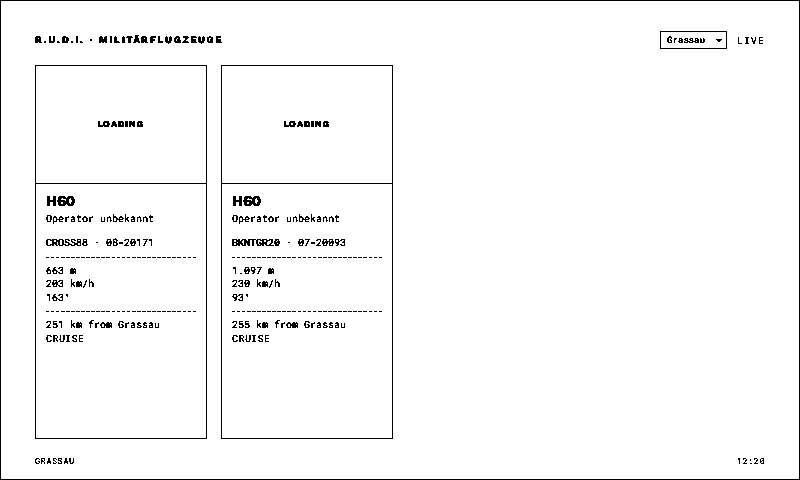 R.U.D.I. · MILITÄRFLUGZEUGE
Grassau
LIVE
LOADING
H60
Operator unbekannt
CROSS88 · 08-20171
663 m
203 km/h
163°
251 km from Grassau
CRUISE
LOADING
H60
Operator unbekannt
BKNTGR20 · 07-20093
1.097 m
230 km/h
93°
255 km from Grassau
CRUISE
GRASSAU
12:20